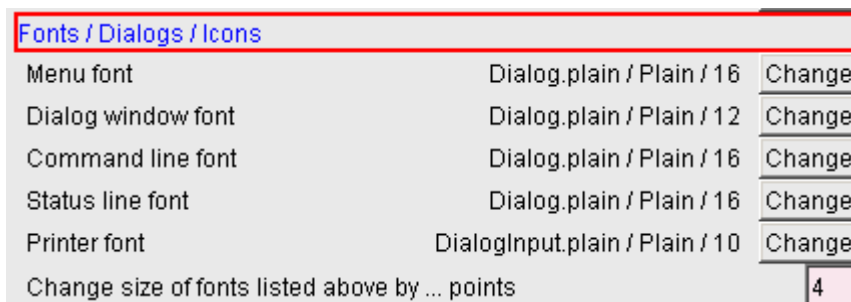 Fonts / Dialogs / Icons
Menu font Dialog.plain / Plain / 16 Change
Dialog window font Dialog.plain / Plain / 12 Change
Command line font Dialog.plain / Plain / 16 Change
Status line font Dialog.plain / Plain / 16 Change
Printer font DialogInput.plain / Plain / 10 Change
Change size of fonts listed above by ... points 4